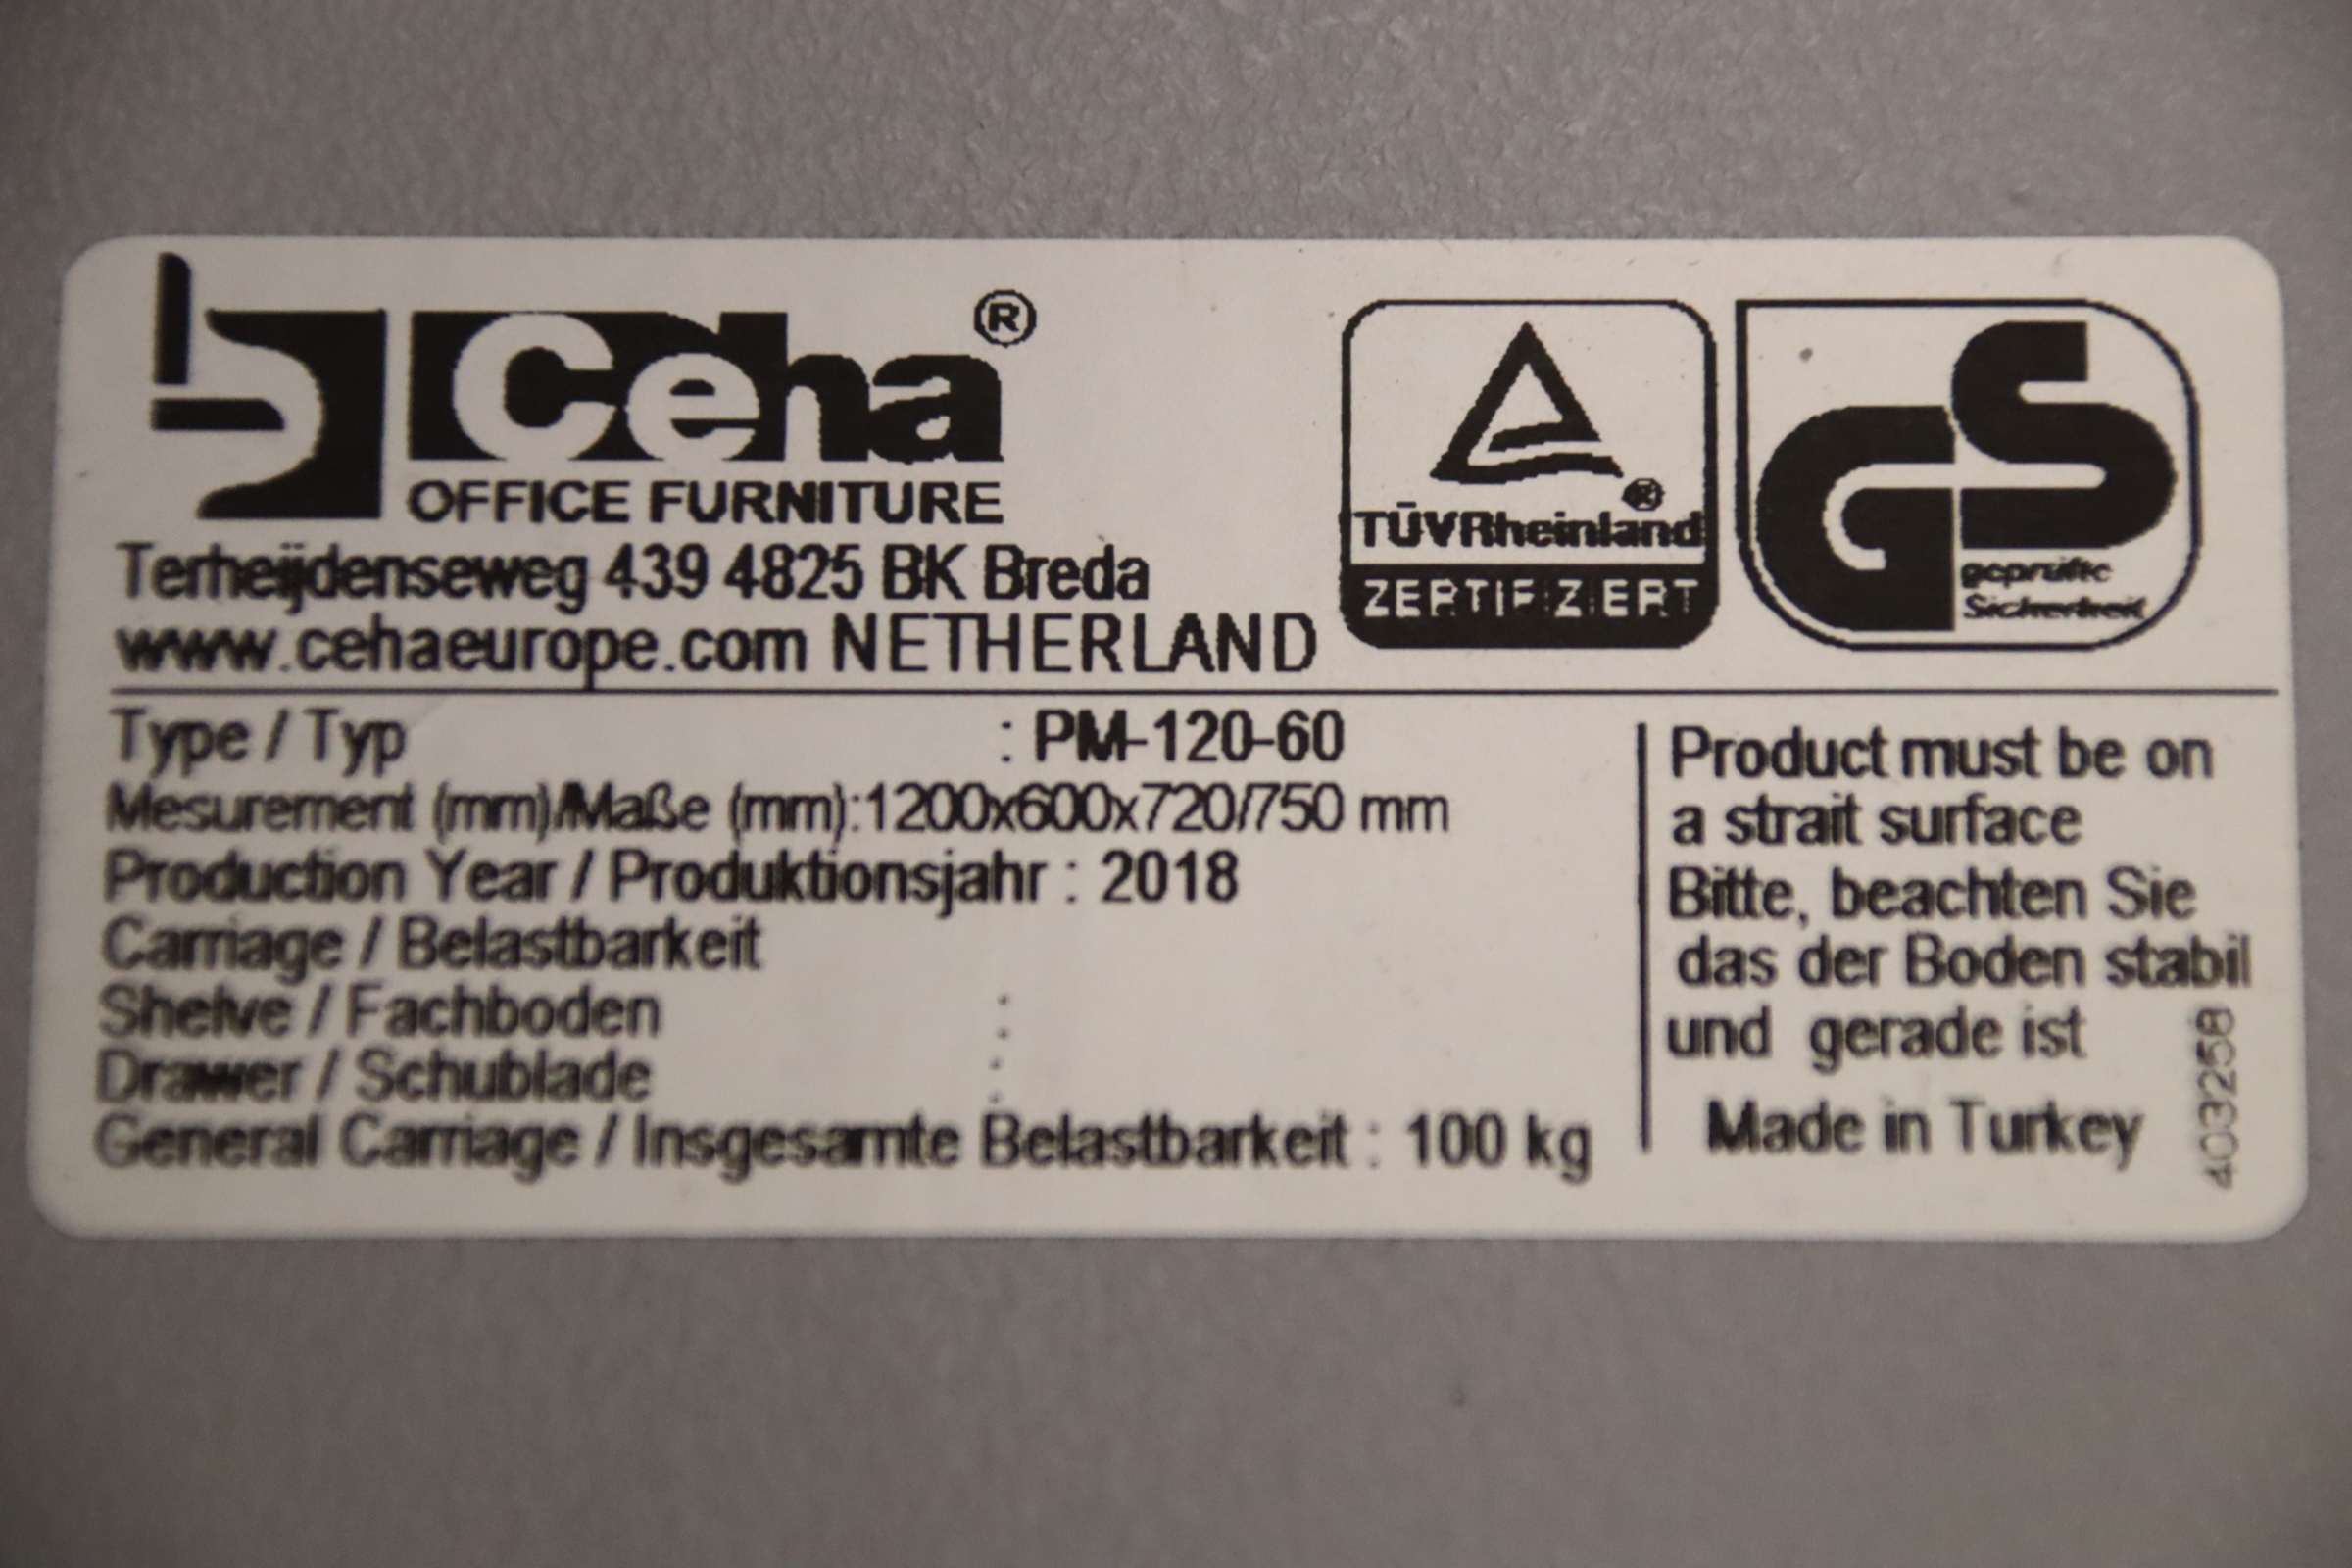 Ceha®
OFFICE FURNITURE
Terheijdenseweg 439 4825 BK Breda
www.cehaeurope.com NETHERLAND
TÜVRheinland®
ZERTIFIZIERT
GS
geprüfte
Sicherheit
Type / Typ : PM-120-60
Mesurement (mm)/Maße (mm):1200x600x720/750 mm
Production Year / Produktionsjahr : 2018
Carriage / Belastbarkeit
Shelve / Fachboden :
Drawer / Schublade :
General Carriage / Insgesamte Belastbarkeit : 100 kg
Product must be on
a strait surface
Bitte, beachten Sie
das der Boden stabil
und gerade ist
Made in Turkey
403258